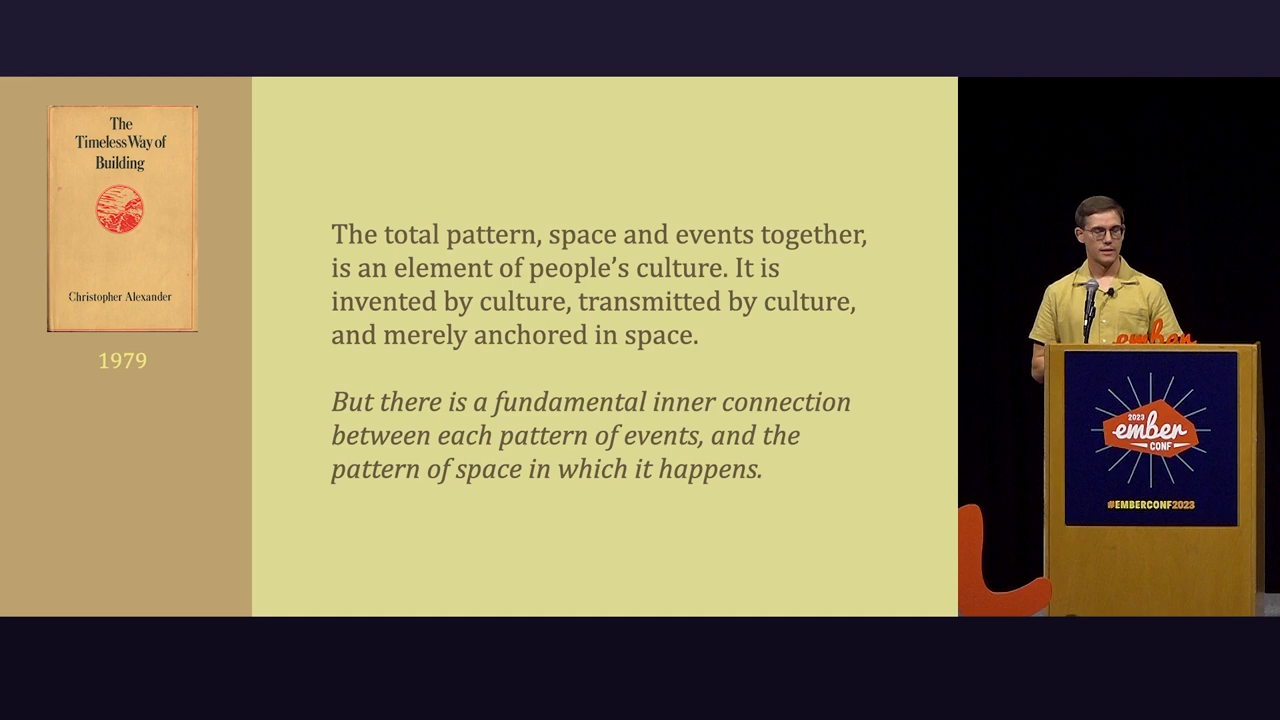 The
Timeless Way of
Building
Christopher Alexander
1979
The total pattern, space and events together,
is an element of people’s culture. It is
invented by culture, transmitted by culture,
and merely anchored in space.
But there is a fundamental inner connection
between each pattern of events, and the
pattern of space in which it happens.
ember
2023
ember
CONF
#EMBERCONF2023